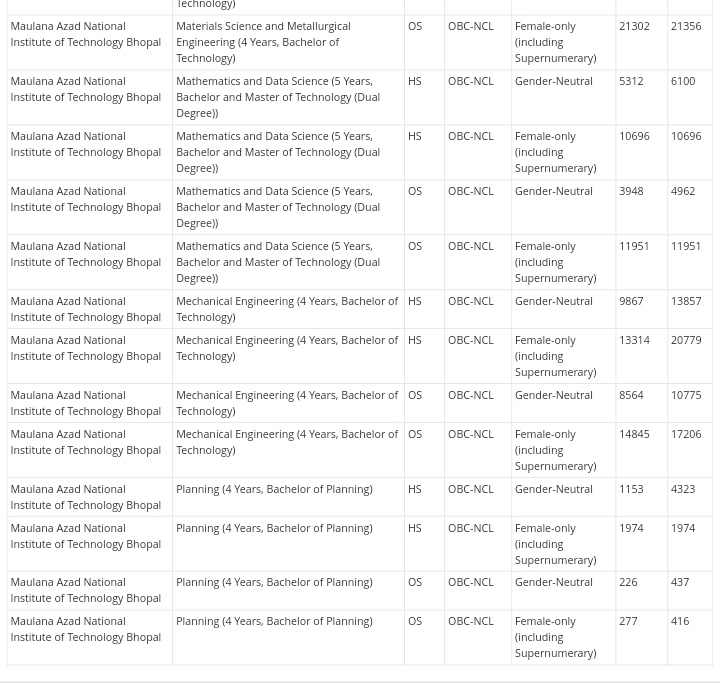 Technology)
Maulana Azad National
Institute of Technology Bhopal
Materials Science and Metallurgical
Engineering (4 Years, Bachelor of
Technology)
OS
OBC-NCL
Female-only
(including
Supernumerary)
21302
21356
Maulana Azad National
Institute of Technology Bhopal
Mathematics and Data Science (5 Years,
Bachelor and Master of Technology (Dual
Degree))
HS
OBC-NCL
Gender-Neutral
5312
6100
Maulana Azad National
Institute of Technology Bhopal
Mathematics and Data Science (5 Years,
Bachelor and Master of Technology (Dual
Degree))
HS
OBC-NCL
Female-only
(including
Supernumerary)
10696
10696
Maulana Azad National
Institute of Technology Bhopal
Mathematics and Data Science (5 Years,
Bachelor and Master of Technology (Dual
Degree))
OS
OBC-NCL
Gender-Neutral
3948
4962
Maulana Azad National
Institute of Technology Bhopal
Mathematics and Data Science (5 Years,
Bachelor and Master of Technology (Dual
Degree))
OS
OBC-NCL
Female-only
(including
Supernumerary)
11951
11951
Maulana Azad National
Institute of Technology Bhopal
Mechanical Engineering (4 Years, Bachelor of
Technology)
HS
OBC-NCL
Gender-Neutral
9867
13857
Maulana Azad National
Institute of Technology Bhopal
Mechanical Engineering (4 Years, Bachelor of
Technology)
HS
OBC-NCL
Female-only
(including
Supernumerary)
13314
20779
Maulana Azad National
Institute of Technology Bhopal
Mechanical Engineering (4 Years, Bachelor of
Technology)
OS
OBC-NCL
Gender-Neutral
8564
10775
Maulana Azad National
Institute of Technology Bhopal
Mechanical Engineering (4 Years, Bachelor of
Technology)
OS
OBC-NCL
Female-only
(including
Supernumerary)
14845
17206
Maulana Azad National
Institute of Technology Bhopal
Planning (4 Years, Bachelor of Planning)
HS
OBC-NCL
Gender-Neutral
1153
4323
Maulana Azad National
Institute of Technology Bhopal
Planning (4 Years, Bachelor of Planning)
HS
OBC-NCL
Female-only
(including
Supernumerary)
1974
1974
Maulana Azad National
Institute of Technology Bhopal
Planning (4 Years, Bachelor of Planning)
OS
OBC-NCL
Gender-Neutral
226
437
Maulana Azad National
Institute of Technology Bhopal
Planning (4 Years, Bachelor of Planning)
OS
OBC-NCL
Female-only
(including
Supernumerary)
277
416